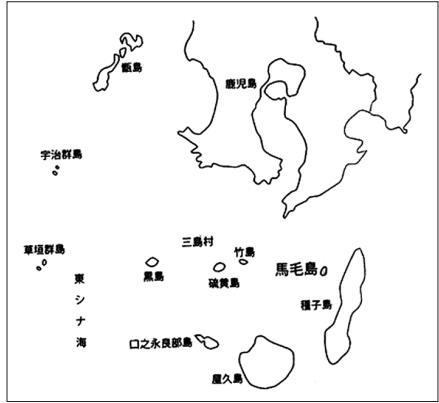 甑島
鹿児島
宇治群島
三島村
草垣群島
竹島
黒島
硫黄島
馬毛島
種子島
東シナ海
口之永良部島
屋久島